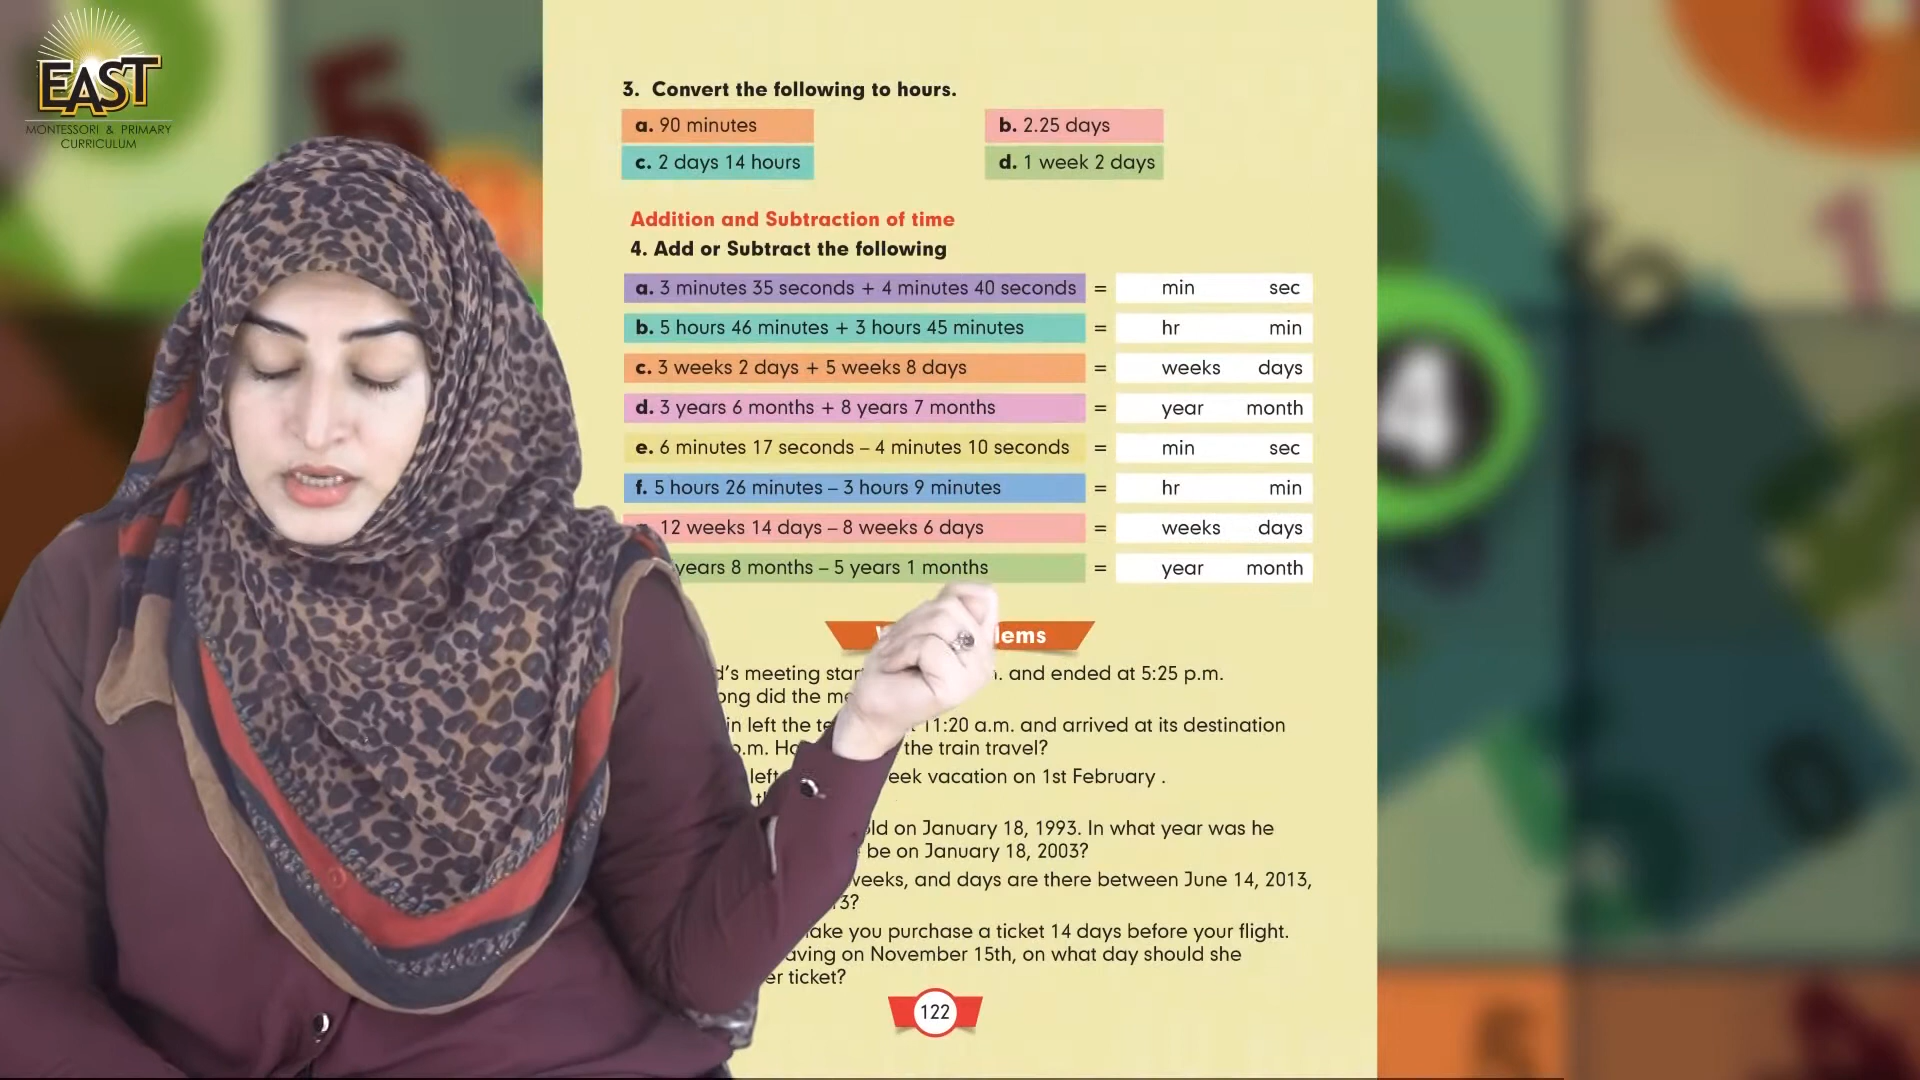 EAST
MONTESSORI & PRIMARY
CURRICULUM
3. Convert the following to hours.
a. 90 minutes
b. 2.25 days
c. 2 days 14 hours
d. 1 week 2 days
Addition and Subtraction of time
4. Add or Subtract the following
a. 3 minutes 35 seconds + 4 minutes 40 seconds = min sec
b. 5 hours 46 minutes + 3 hours 45 minutes = hr min
c. 3 weeks 2 days + 5 weeks 8 days = weeks days
d. 3 years 6 months + 8 years 7 months = year month
e. 6 minutes 17 seconds – 4 minutes 10 seconds = min sec
f. 5 hours 26 minutes – 3 hours 9 minutes = hr min
12 weeks 14 days – 8 weeks 6 days = weeks days
years 8 months – 5 years 1 months = year month
meeting and ended at 5:25 p.m.
did the
left the 11:20 a.m. and arrived at its destination
p.m. the train travel?
left vacation on 1st February .
on January 18, 1993. In what year was he
be on January 18, 2003?
weeks, and days are there between June 14, 2013,
you purchase a ticket 14 days before your flight.
on November 15th, on what day should she
ticket?
122
4
5
1